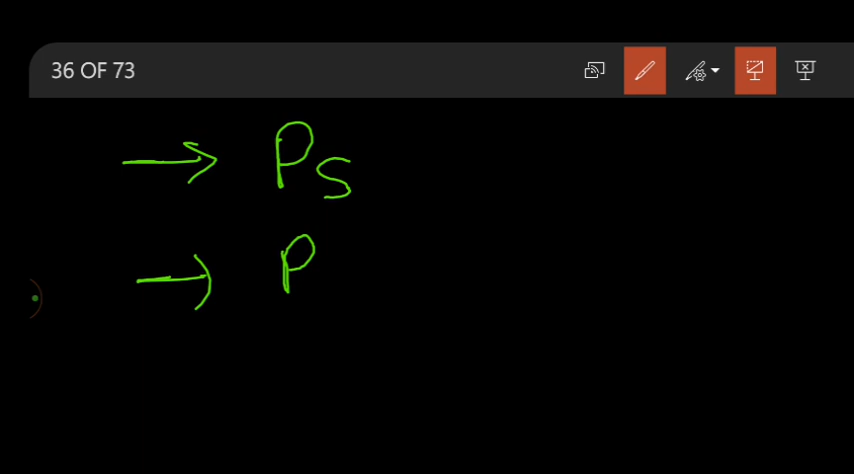 36 OF 73
→ Ps
→ P